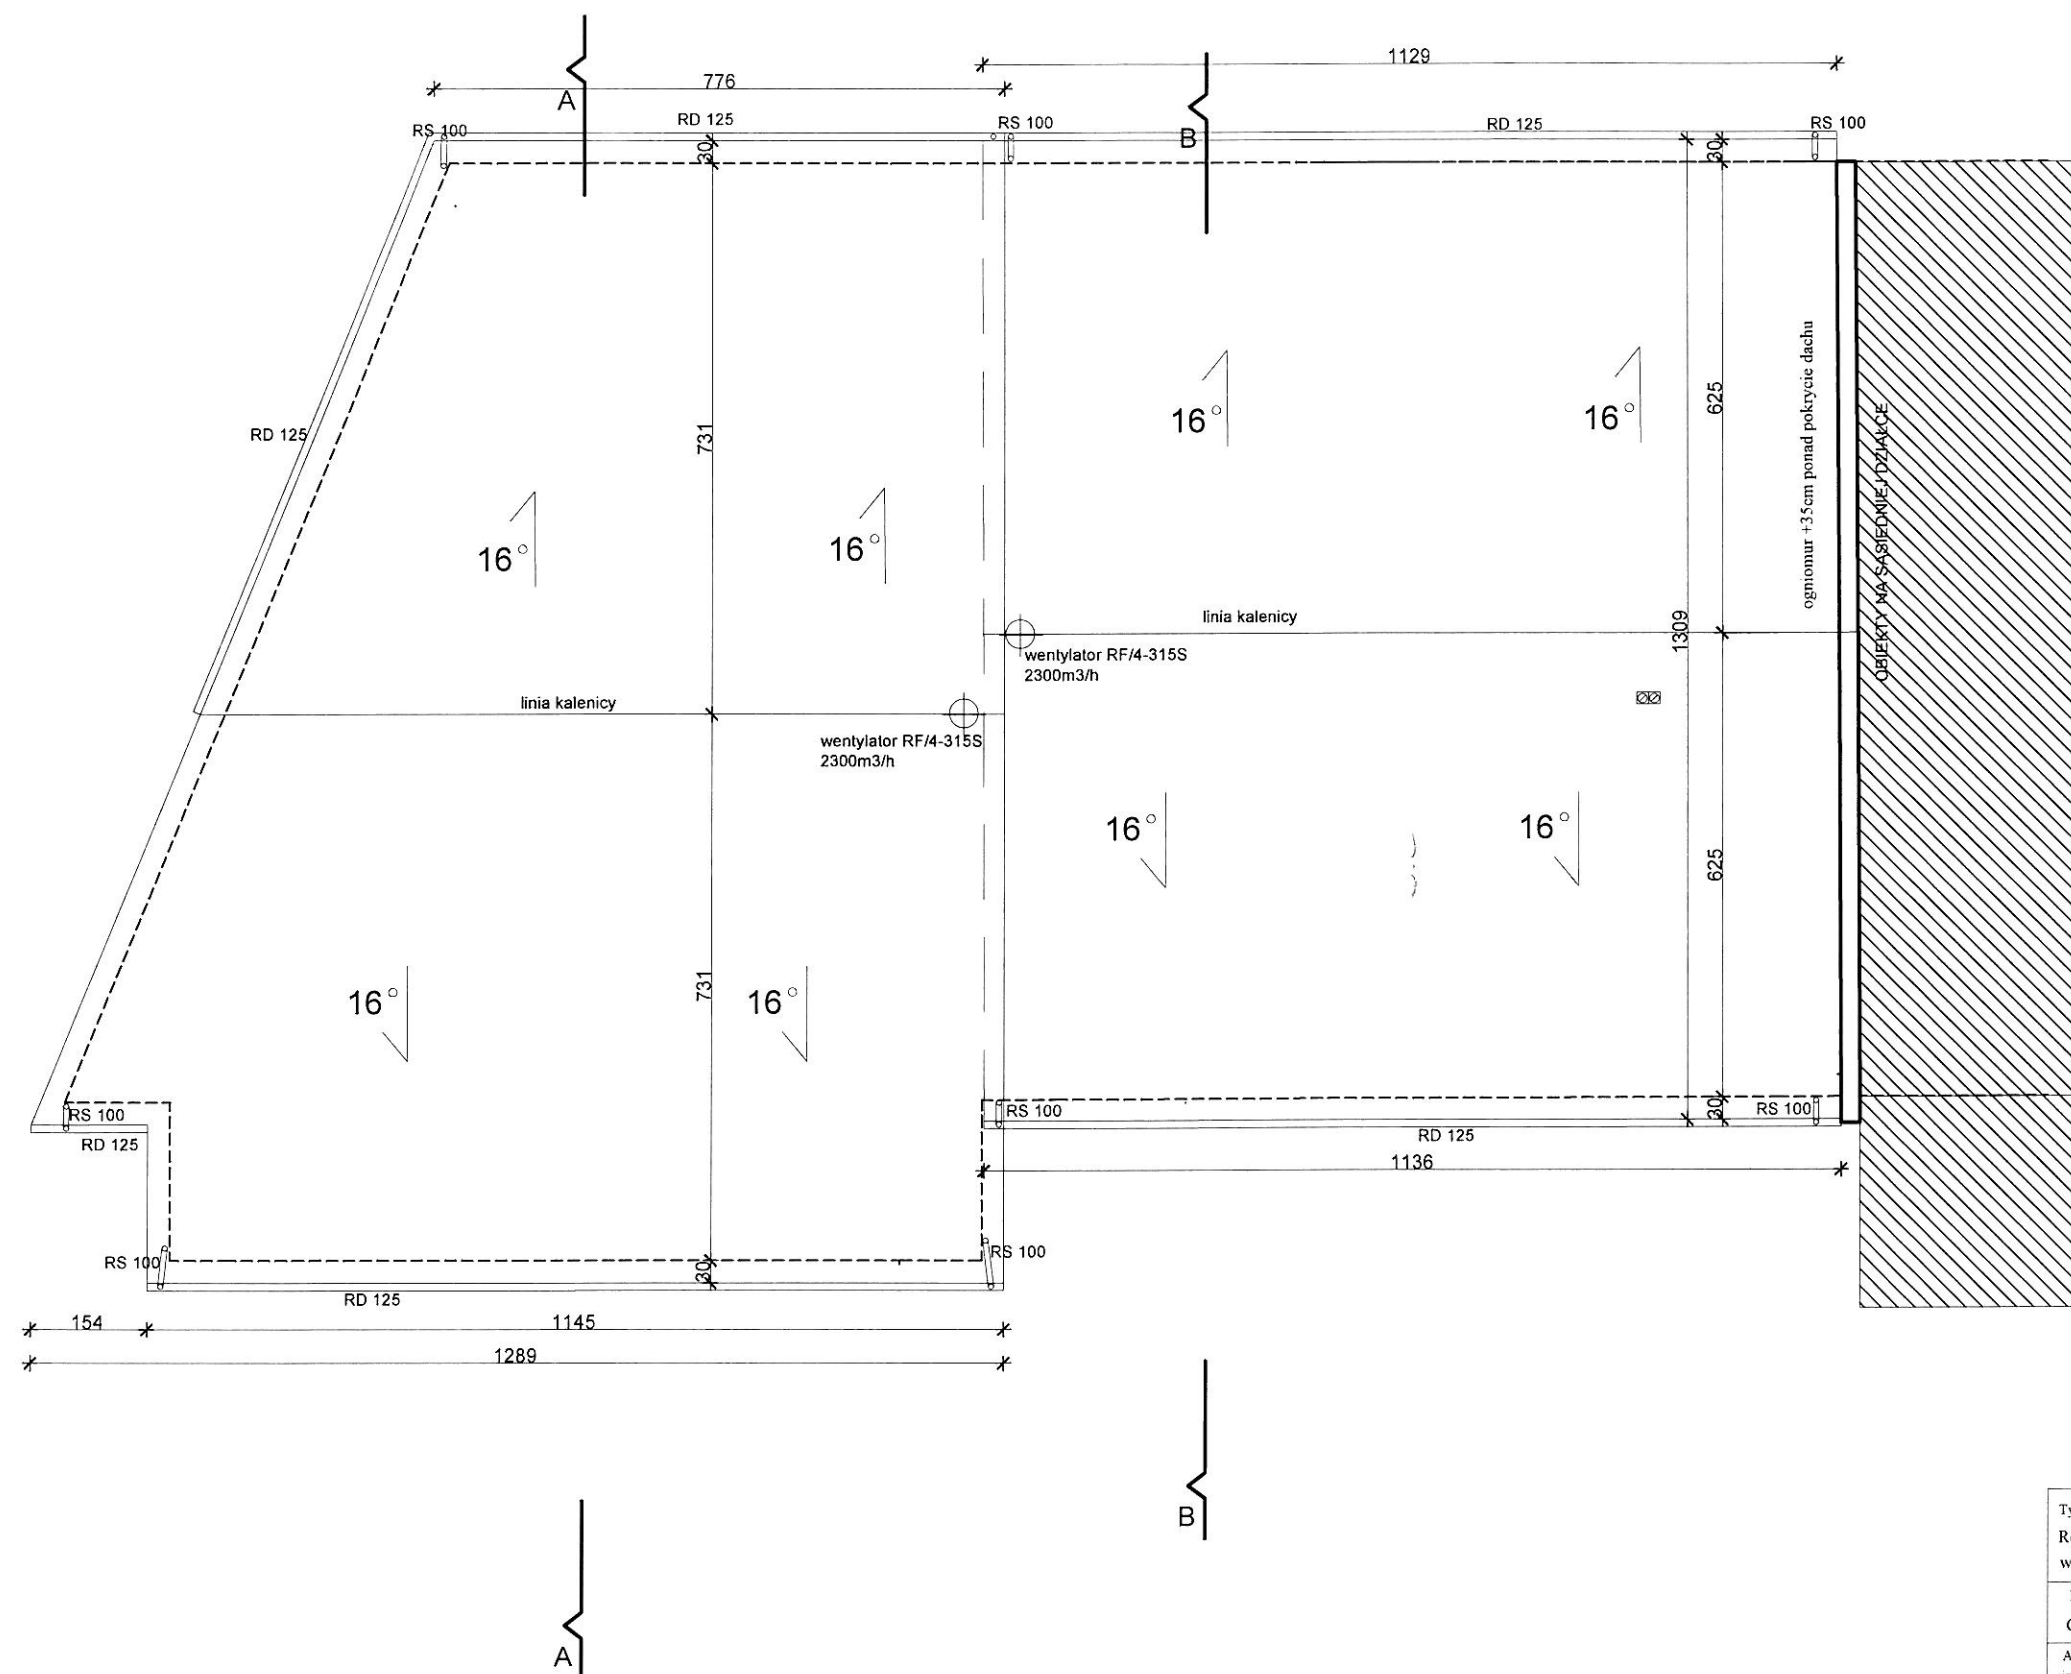 1129
776
A
B
RS 100
RD 125
RS 100
RD 125
RS 100
30
30
16°
16°
625
ogniomur +35cm ponad pokrycie dachu
OBIEKTY NA SĄSIEDNIEJ DZIAŁCE
RD 125
731
16°
16°
linia kalenicy
1309
wentylator RF/4-315S
2300m3/h
linia kalenicy
wentylator RF/4-315S
2300m3/h
16°
16°
625
731
16°
16°
RS 100
RD 125
RS 100
30
RS 100
RD 125
1136
RS 100
RS 100
30
RD 125
154
1145
1289
B
A